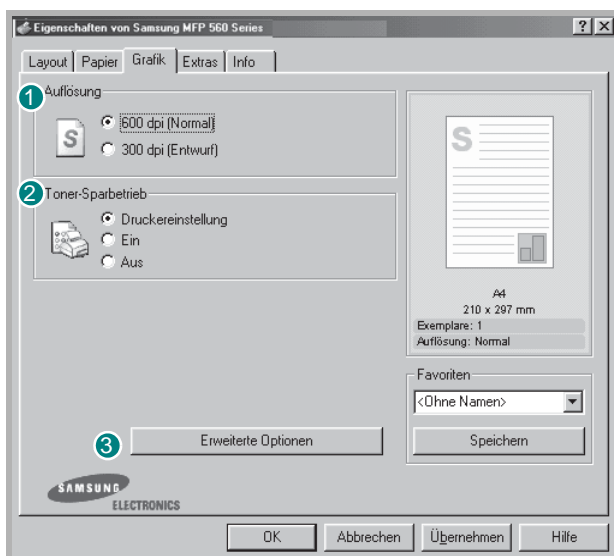 Eigenschaften von Samsung MFP 560 Series
Layout Papier Grafik Extras Info
1 Auflösung
S
600 dpi (Normal)
300 dpi (Entwurf)
2 Toner-Sparbetrieb
Druckereinstellung
Ein
Aus
S
A4
210 x 297 mm
Exemplare: 1
Auflösung: Normal
Favoriten
<Ohne Namen>
3 Erweiterte Optionen
Speichern
SAMSUNG
ELECTRONICS
OK Abbrechen Übernehmen Hilfe